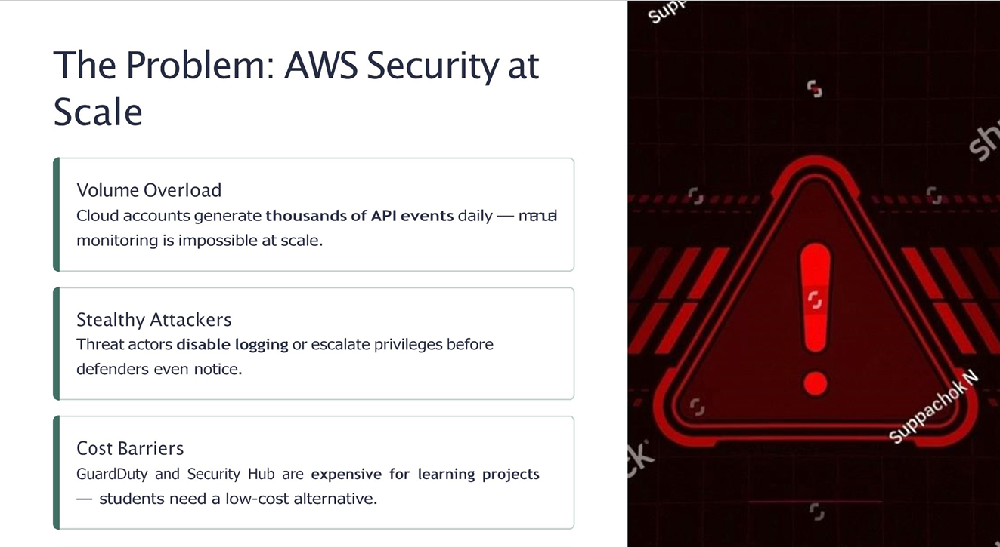 The Problem: AWS Security at
Scale
Volume Overload
Cloud accounts generate thousands of API events daily — manual
monitoring is impossible at scale.
Stealthy Attackers
Threat actors disable logging or escalate privileges before
defenders even notice.
Cost Barriers
GuardDuty and Security Hub are expensive for learning projects
— students need a low-cost alternative.
Supp
sh
Suppachok N
ck